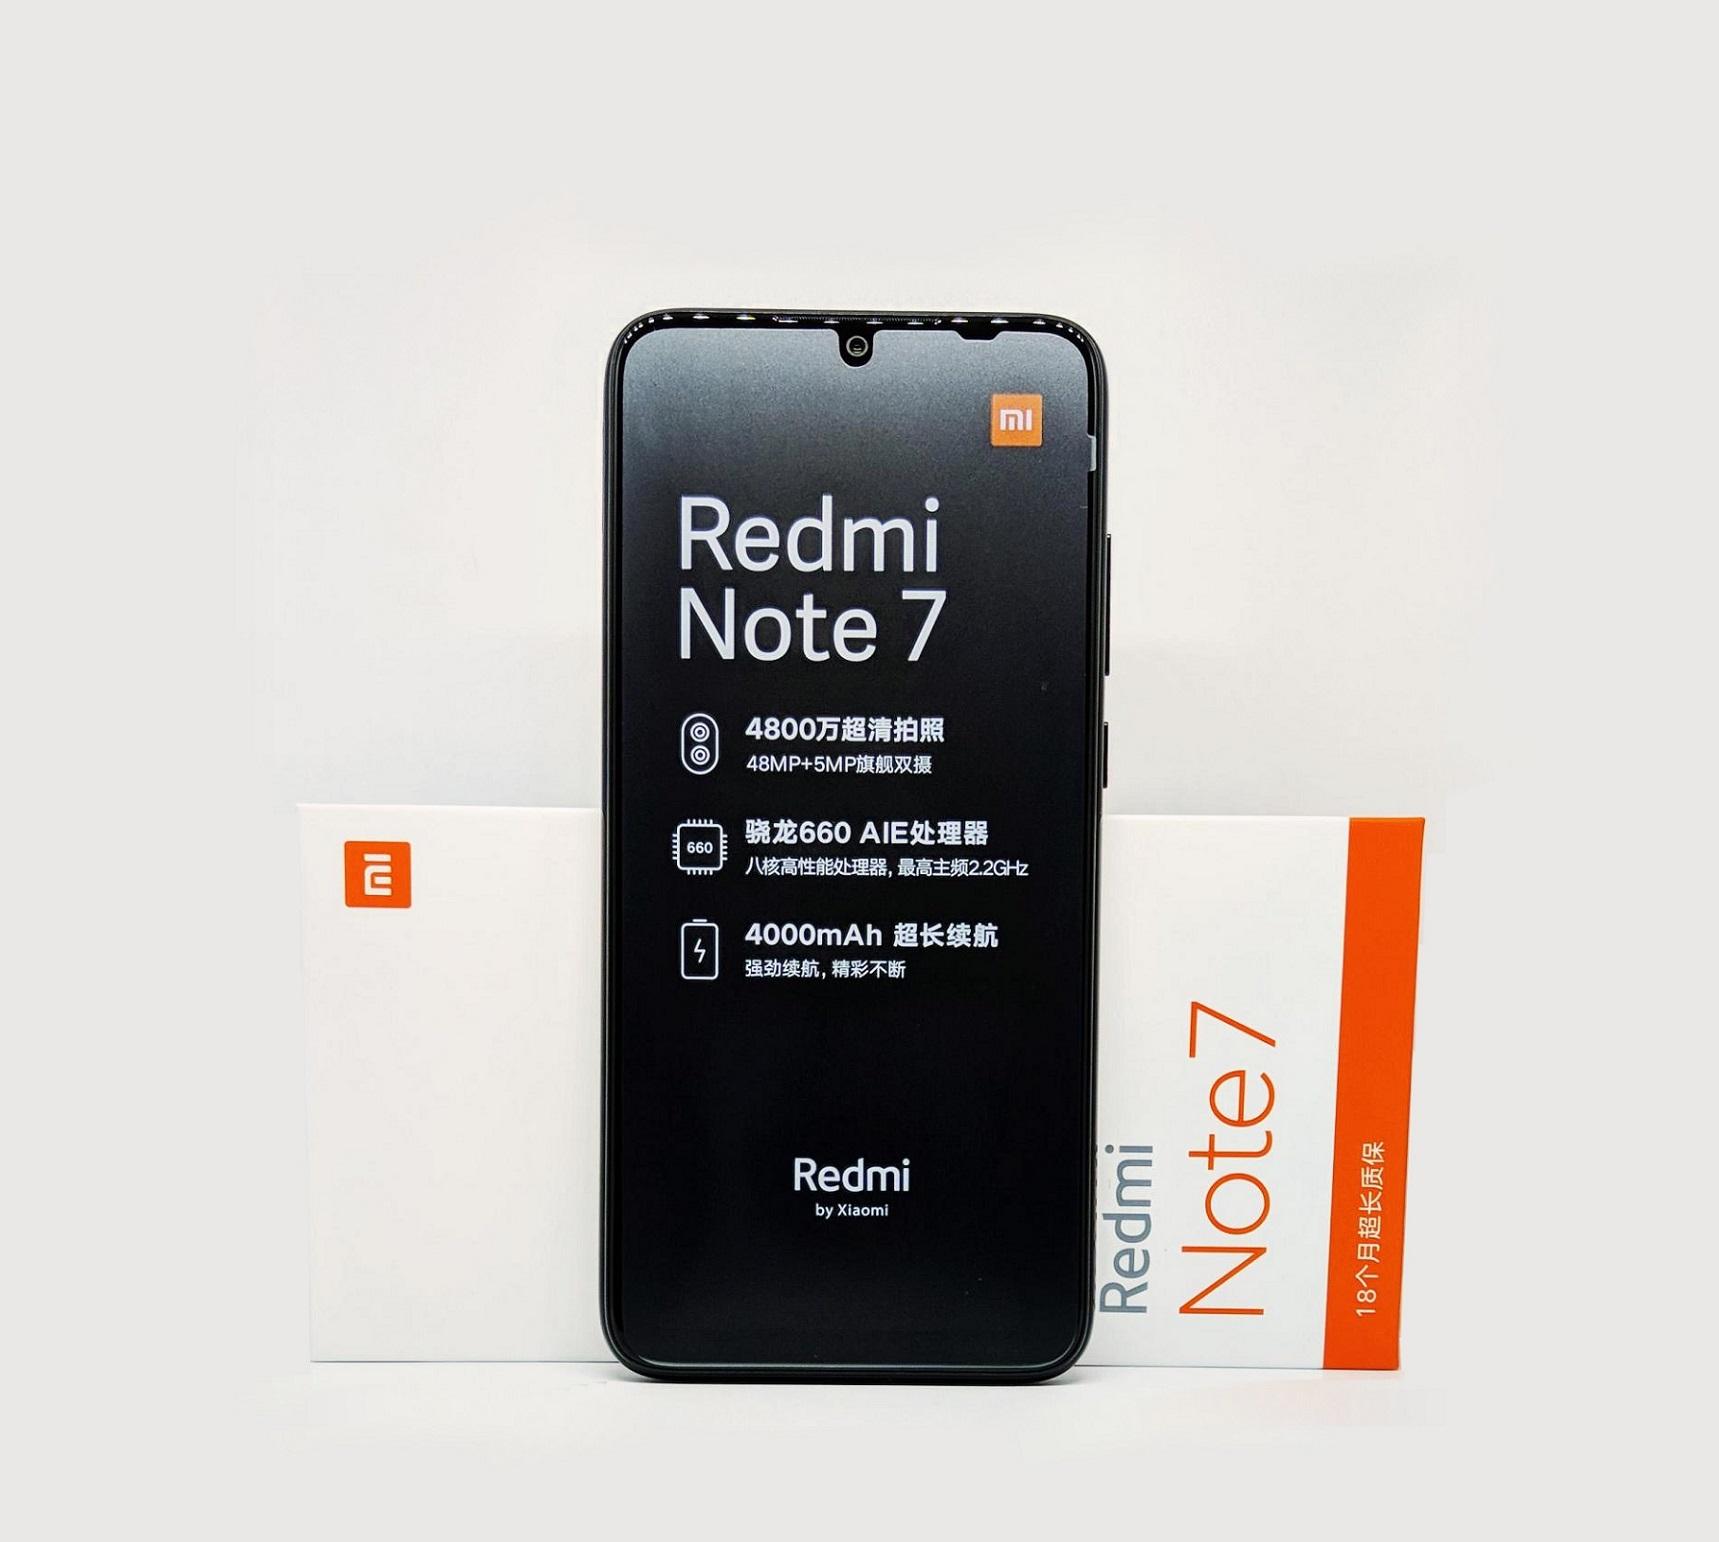 mi
Redmi
Note 7
4800万超清拍照
48MP+5MP旗舰双摄
660
骁龙660 AIE处理器
八核高性能处理器, 最高主频2.2GHz
4000mAh 超长续航
强劲续航, 精彩不断
Redmi
by Xiaomi
mi
Redmi
Note 7
18个月超长质保